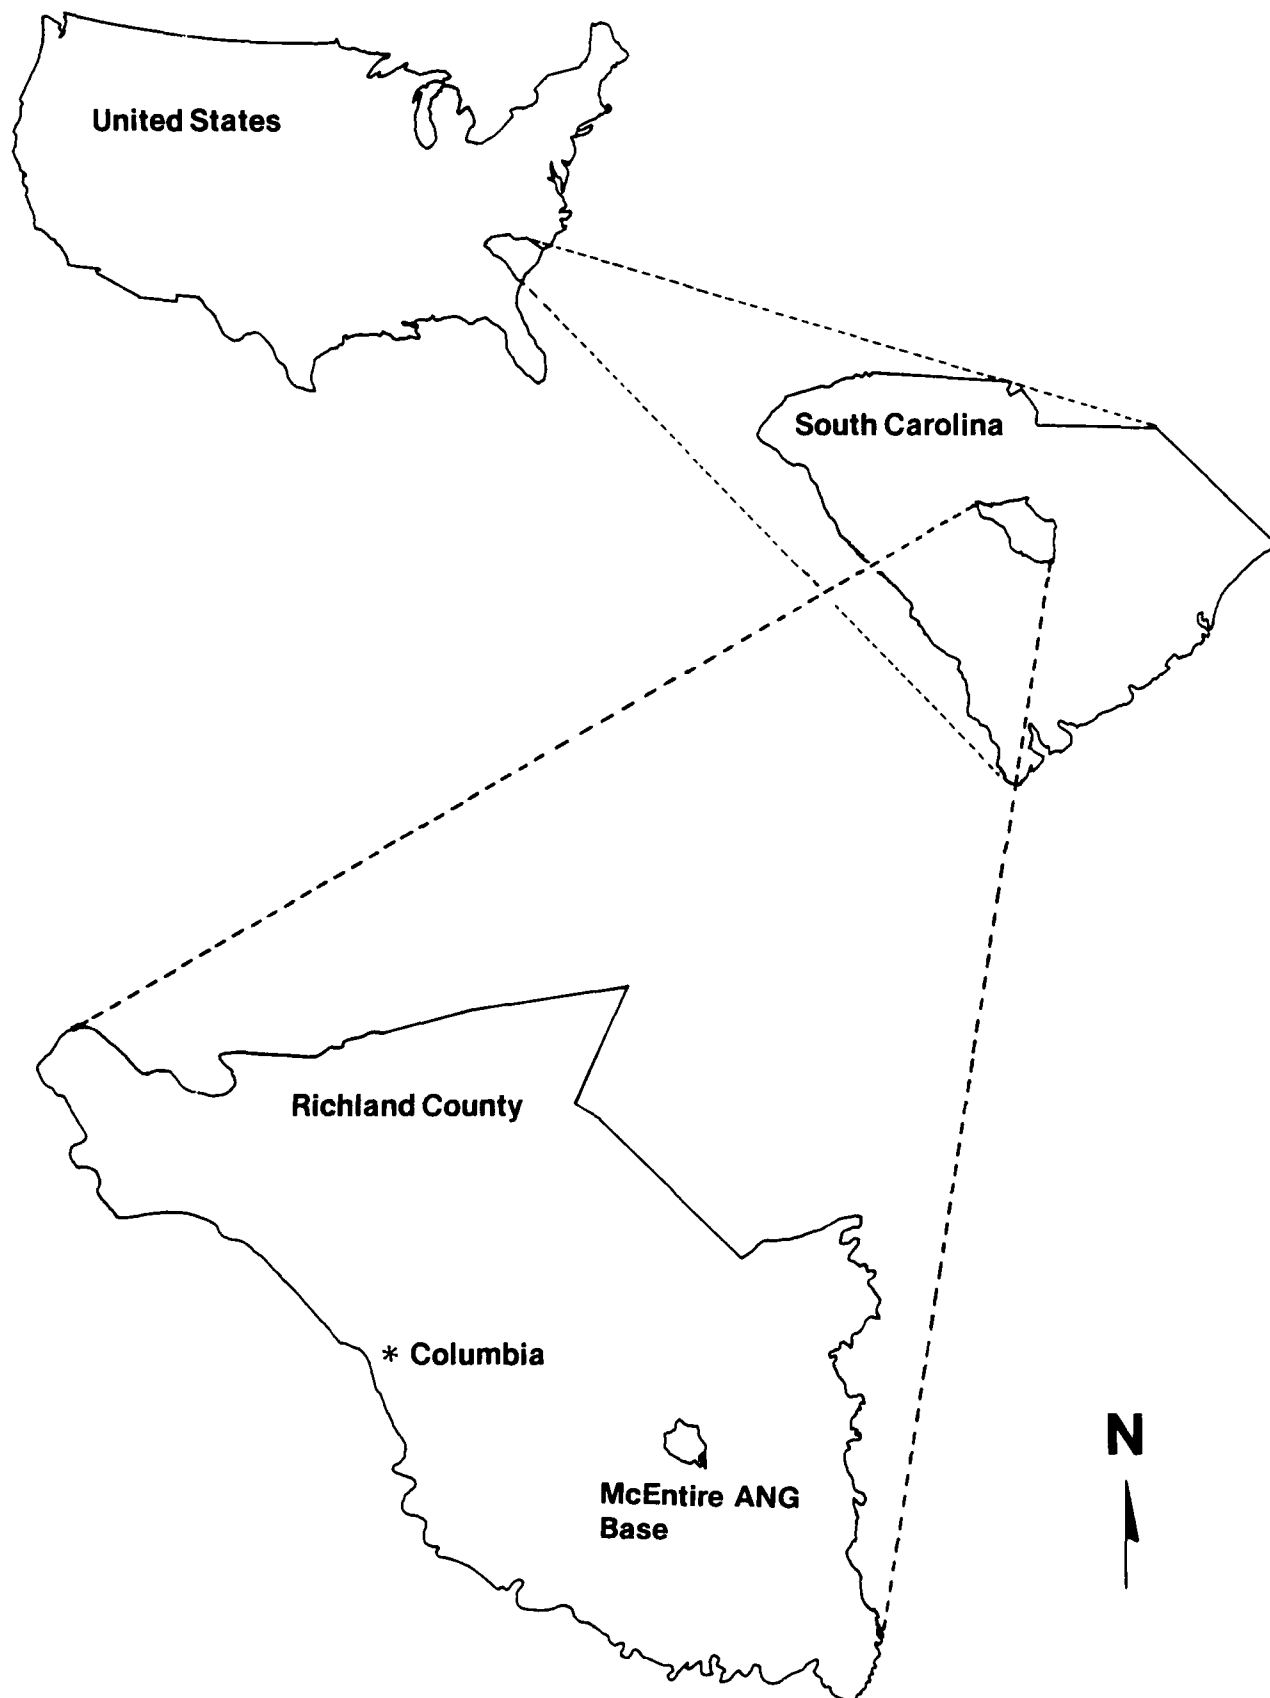 United States
South Carolina
Richland County
* Columbia
McEntire ANG
Base
N